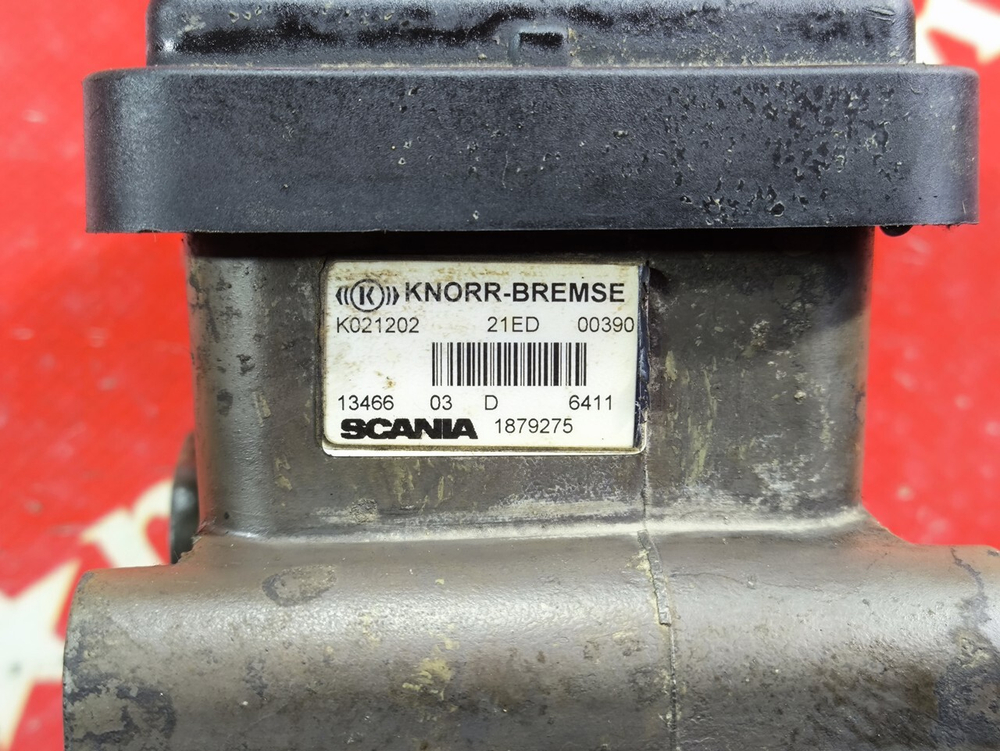 K KNORR-BREMSE
K021202 21ED 00390
13466 03 D 6411
SCANIA 1879275